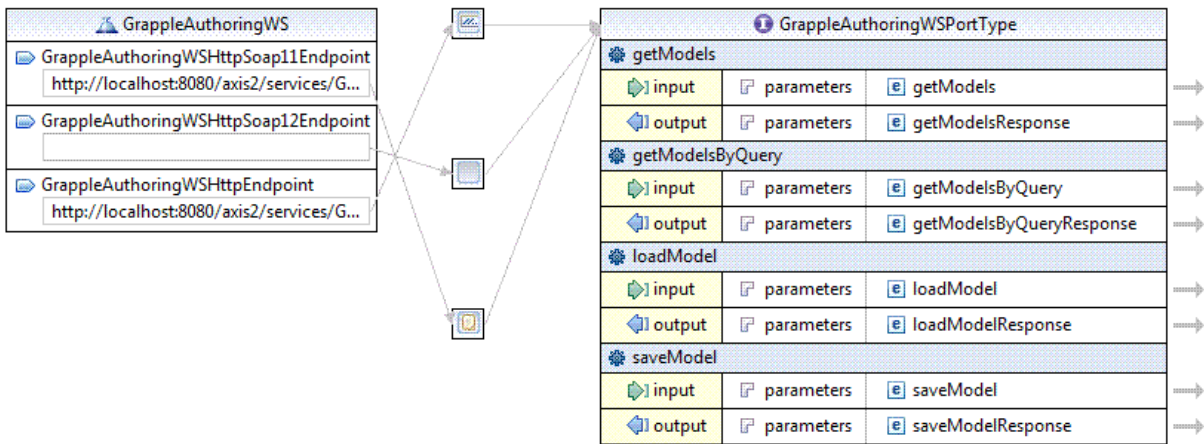 GrappleAuthoringWS
GrappleAuthoringWSHttpSoap11Endpoint
http://localhost:8080/axis2/services/G...
GrappleAuthoringWSHttpSoap12Endpoint
GrappleAuthoringWSHttpEndpoint
http://localhost:8080/axis2/services/G...
GrappleAuthoringWSPortType
getModels
input parameters getModels
output parameters getModelsResponse
getModelsByQuery
input parameters getModelsByQuery
output parameters getModelsByQueryResponse
loadModel
input parameters loadModel
output parameters loadModelResponse
saveModel
input parameters saveModel
output parameters saveModelResponse